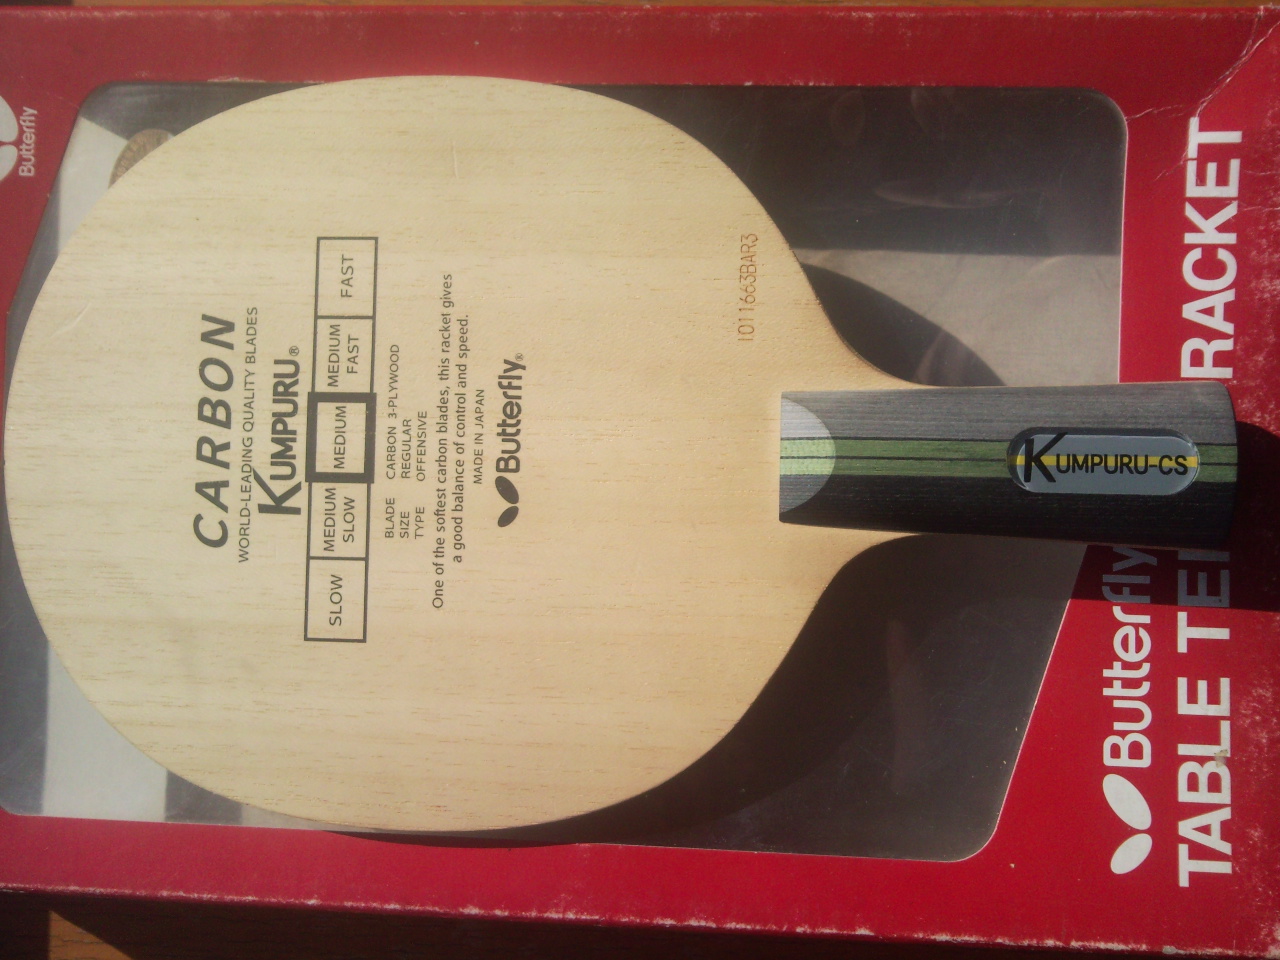 CARBON
WORLD-LEADING QUALITY BLADES
KUMPURU®
SLOW
MEDIUM SLOW
MEDIUM
MEDIUM FAST
FAST
BLADE CARBON 3-PLYWOOD
SIZE REGULAR
TYPE OFFENSIVE
One of the softest carbon blades, this racket gives
a good balance of control and speed.
MADE IN JAPAN
Butterfly®
1011663BAR3
KUMPURU-CS
Butterfly
Butterfly
TABLE TE RACKET